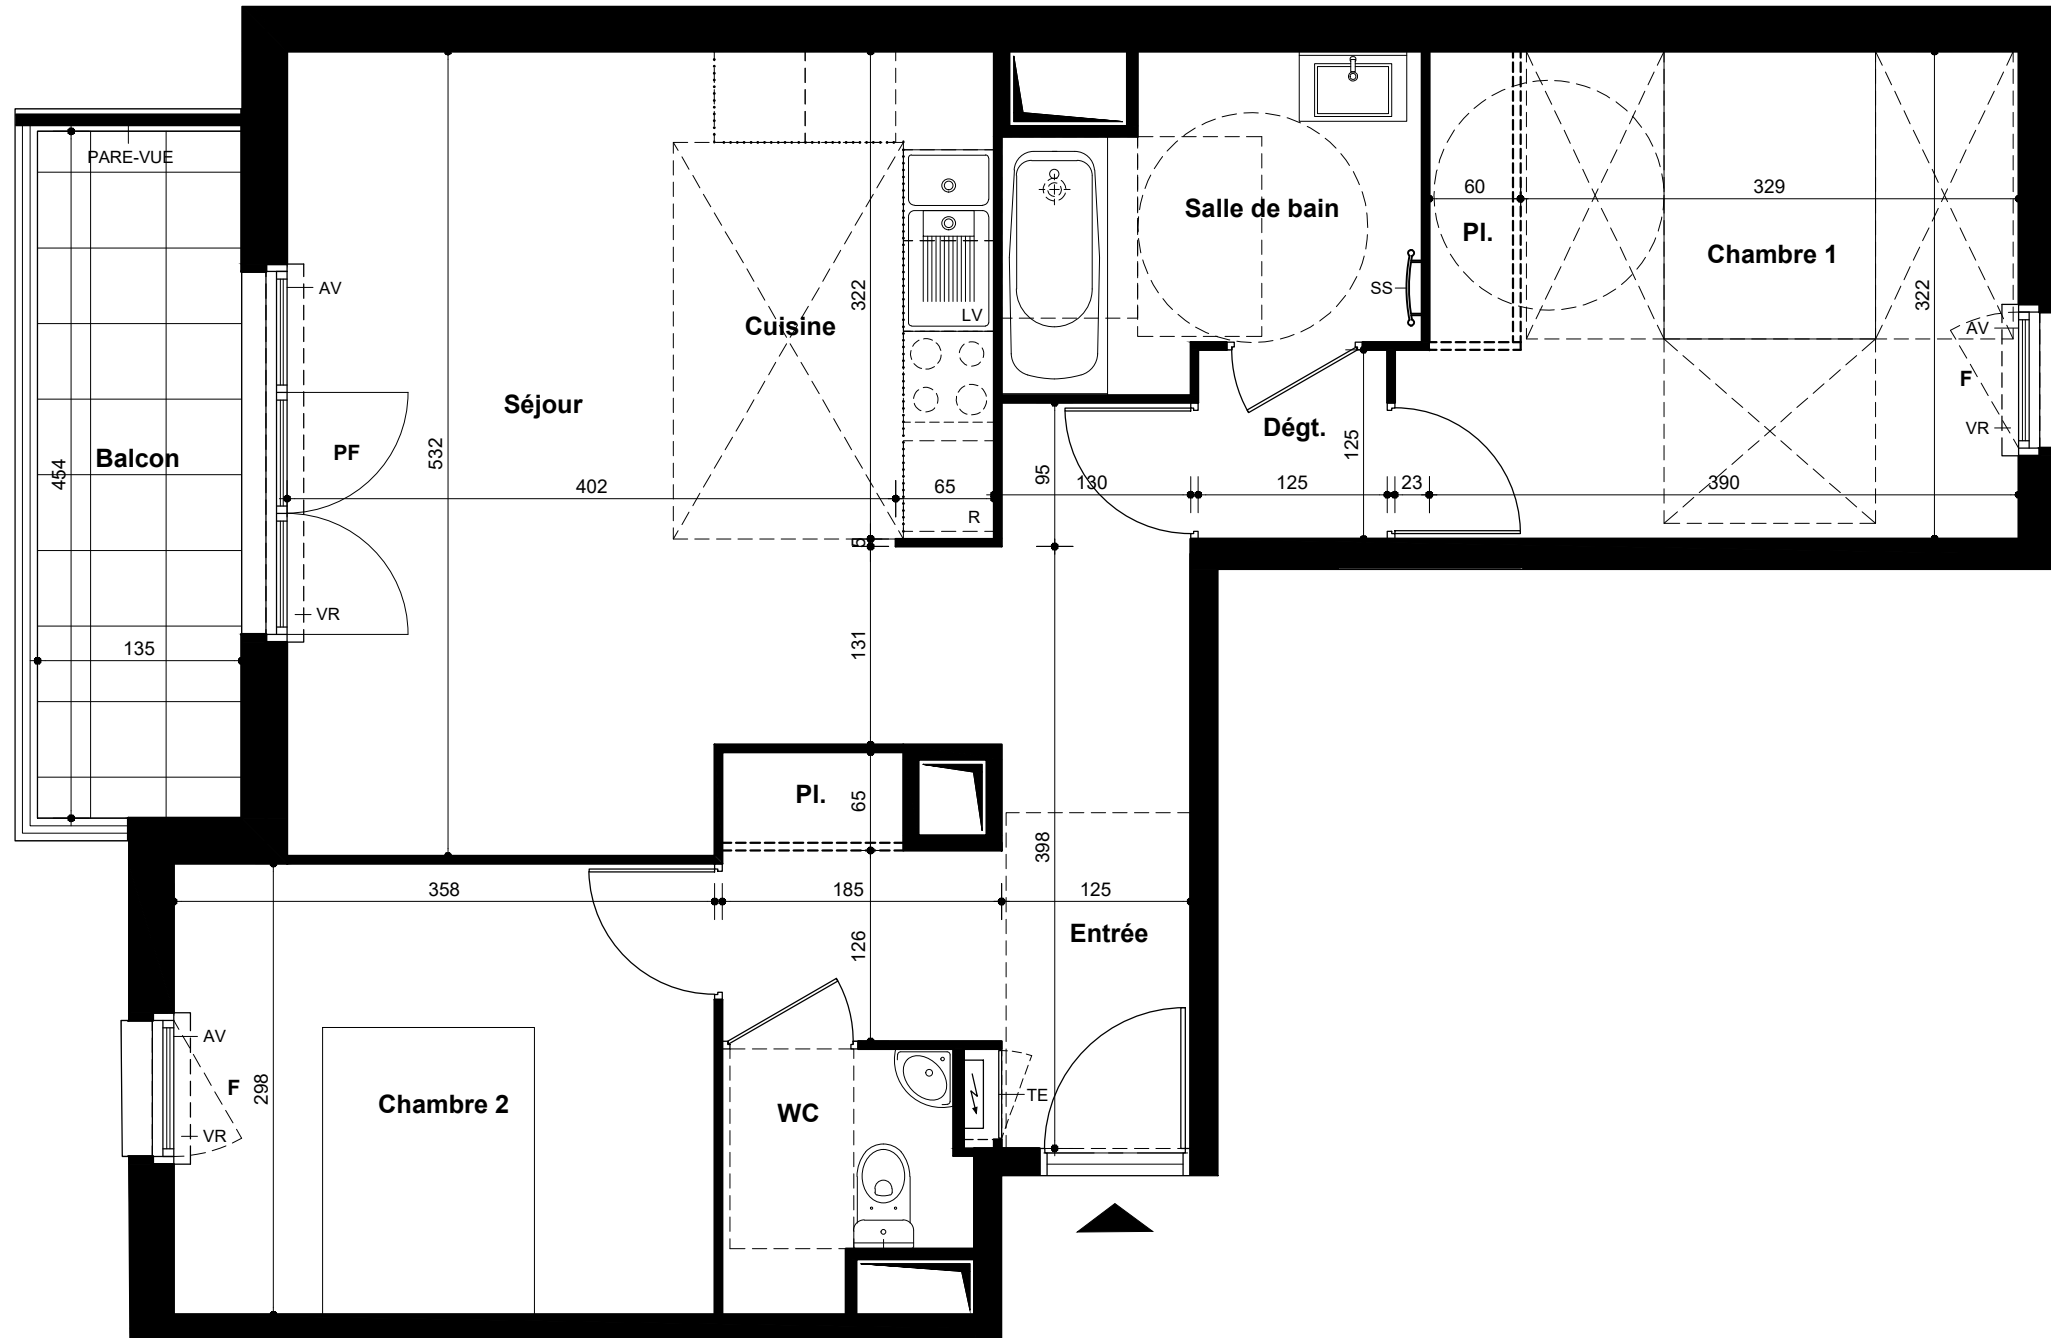 PARE-VUE
Balcon
454
135
AV
PF
VR
532
Séjour
402
65
Cuisine
322
LV
R
5
131
Salle de bain
SS
60
329
Pl.
Chambre 1
322
AV
F
VR
Dégt.
95
130
125
125
23
390
Pl.
65
398
358
185
125
126
Entrée
AV
F
VR
298
Chambre 2
WC
TE